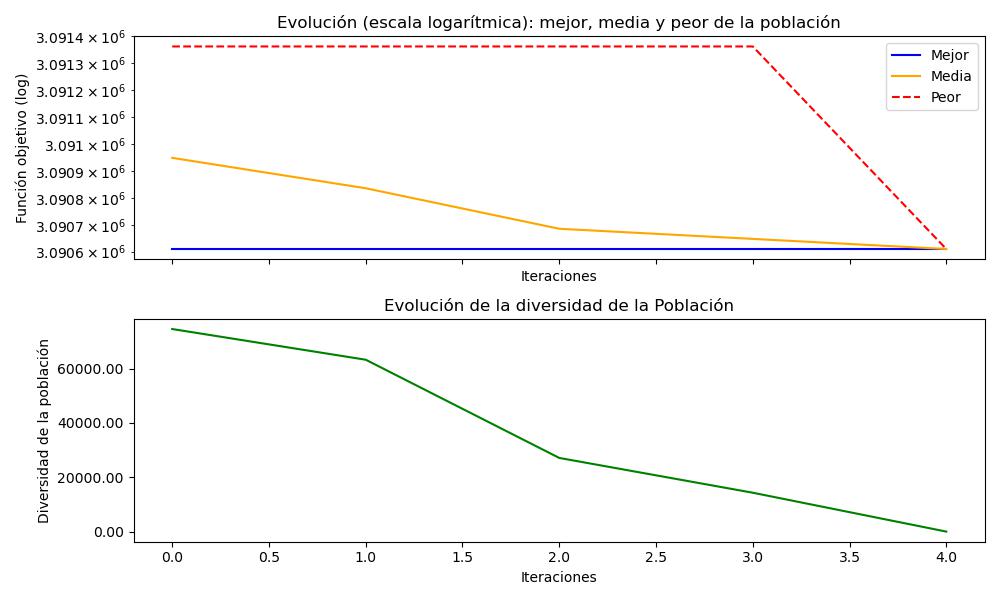 Evolución (escala logarítmica): mejor, media y peor de la población
Función objetivo (log)
3.0914 × 10⁶
3.0913 × 10⁶
3.0912 × 10⁶
3.0911 × 10⁶
3.091 × 10⁶
3.0909 × 10⁶
3.0908 × 10⁶
3.0907 × 10⁶
3.0906 × 10⁶
Mejor
Media
Peor
Iteraciones
Evolución de la diversidad de la Población
Diversidad de la población
60000.00
40000.00
20000.00
0.00
0.0 0.5 1.0 1.5 2.0 2.5 3.0 3.5 4.0
Iteraciones